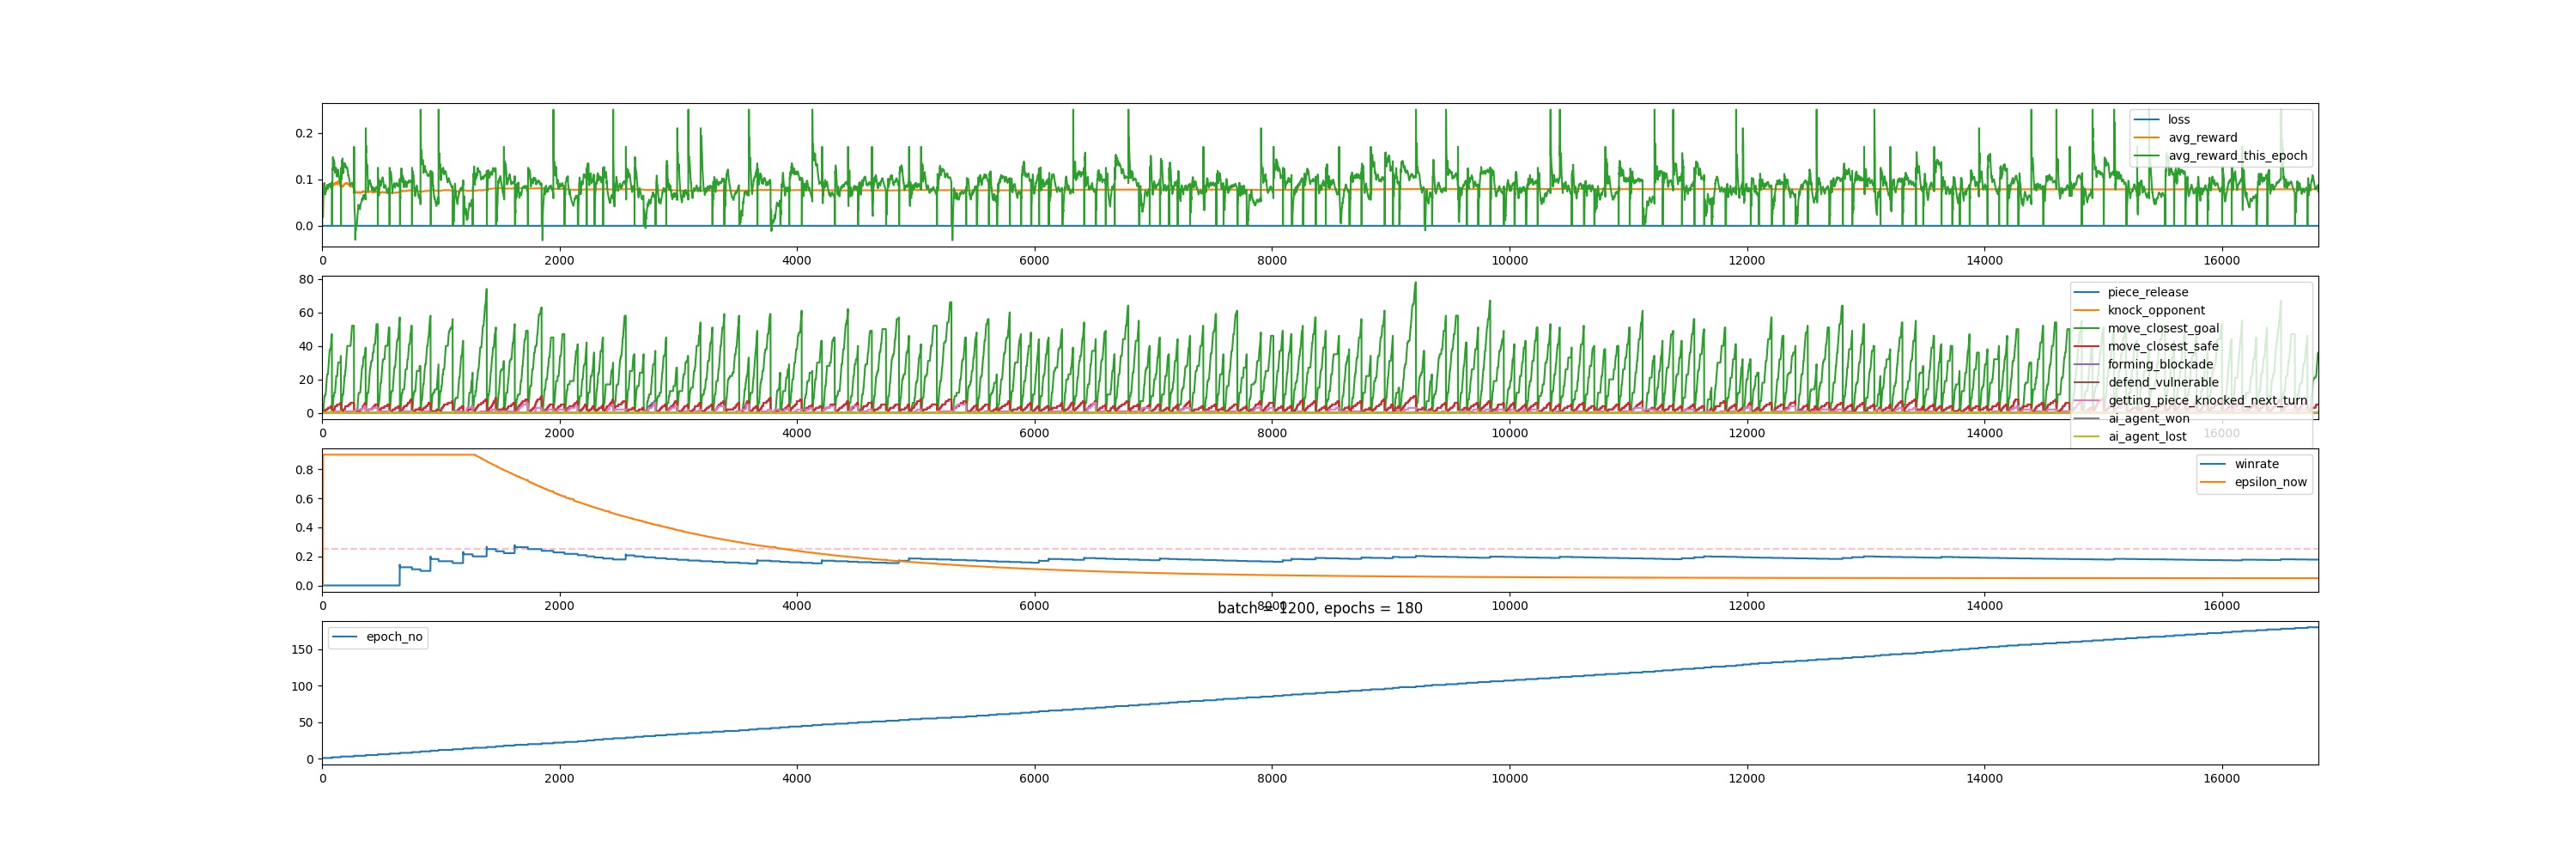 0.2
0.1
0.0
loss
avg_reward
avg_reward_this_epoch
0 2000 4000 6000 8000 10000 12000 14000 16000
80
60
40
20
0
piece_release
knock_opponent
move_closest_goal
move_closest_safe
forming_blockade
defend_vulnerable
getting_piece_knocked_next_turn
ai_agent_won
ai_agent_lost
0 2000 4000 6000 8000 10000 12000 14000 16000
0.8
0.6
0.4
0.2
0.0
winrate
epsilon_now
0 2000 4000 6000 8000 10000 12000 14000 16000
batch = 1200, epochs = 180
150
100
50
0
epoch_no
0 2000 4000 6000 8000 10000 12000 14000 16000